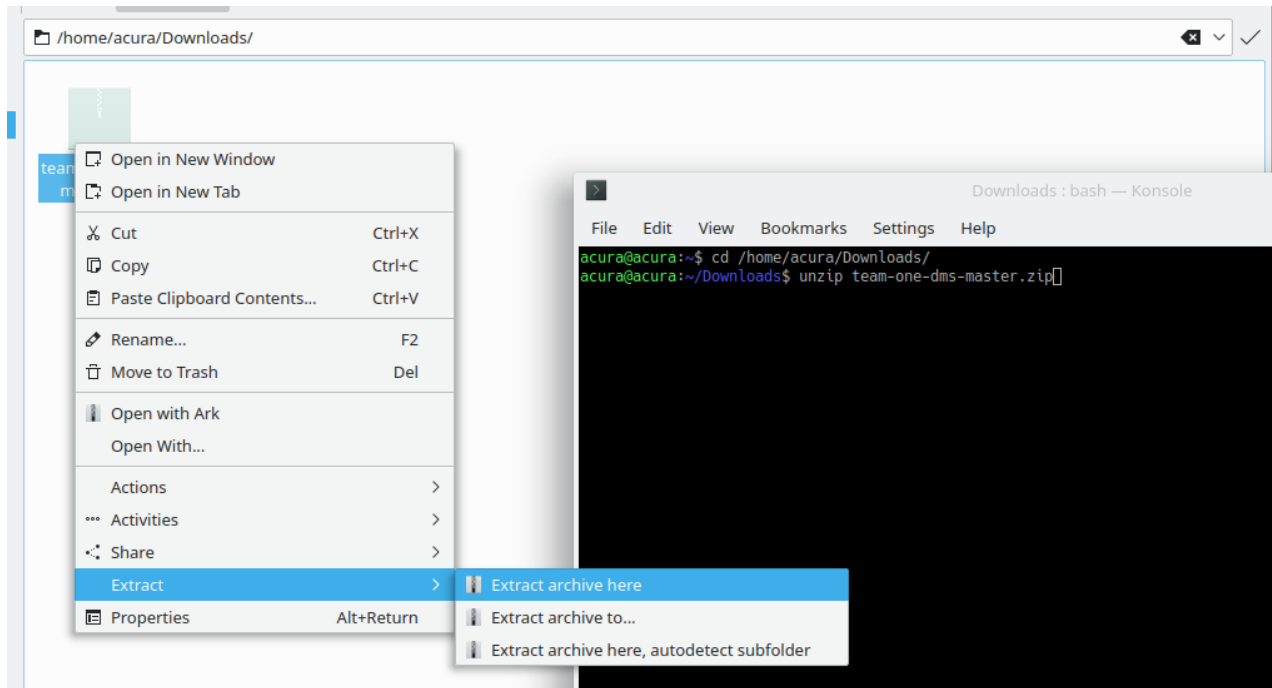 /home/acura/Downloads/
team
m
Open in New Window
Open in New Tab
Cut Ctrl+X
Copy Ctrl+C
Paste Clipboard Contents... Ctrl+V
Rename... F2
Move to Trash Del
Open with Ark
Open With...
Actions
Activities
Share
Extract
Properties Alt+Return
Extract archive here
Extract archive to...
Extract archive here, autodetect subfolder
Downloads : bash — Konsole
File Edit View Bookmarks Settings Help
acura@acura:~$ cd /home/acura/Downloads/
acura@acura:~/Downloads$ unzip team-one-dms-master.zip